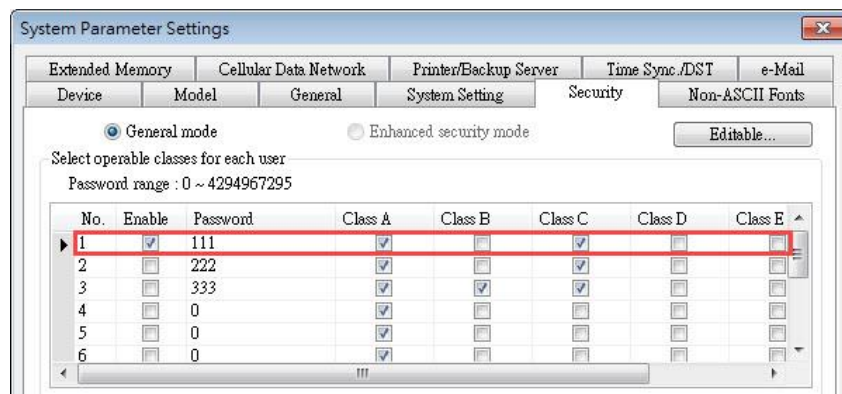 System Parameter Settings
Extended Memory Cellular Data Network Printer/Backup Server Time Sync./DST e-Mail
Device Model General System Setting Security Non-ASCII Fonts
General mode Enhanced security mode Editable...
Select operable classes for each user
Password range : 0 ~ 4294967295
No. Enable Password Class A Class B Class C Class D Class E
1 111
2 222
3 333
4 0
5 0
6 0